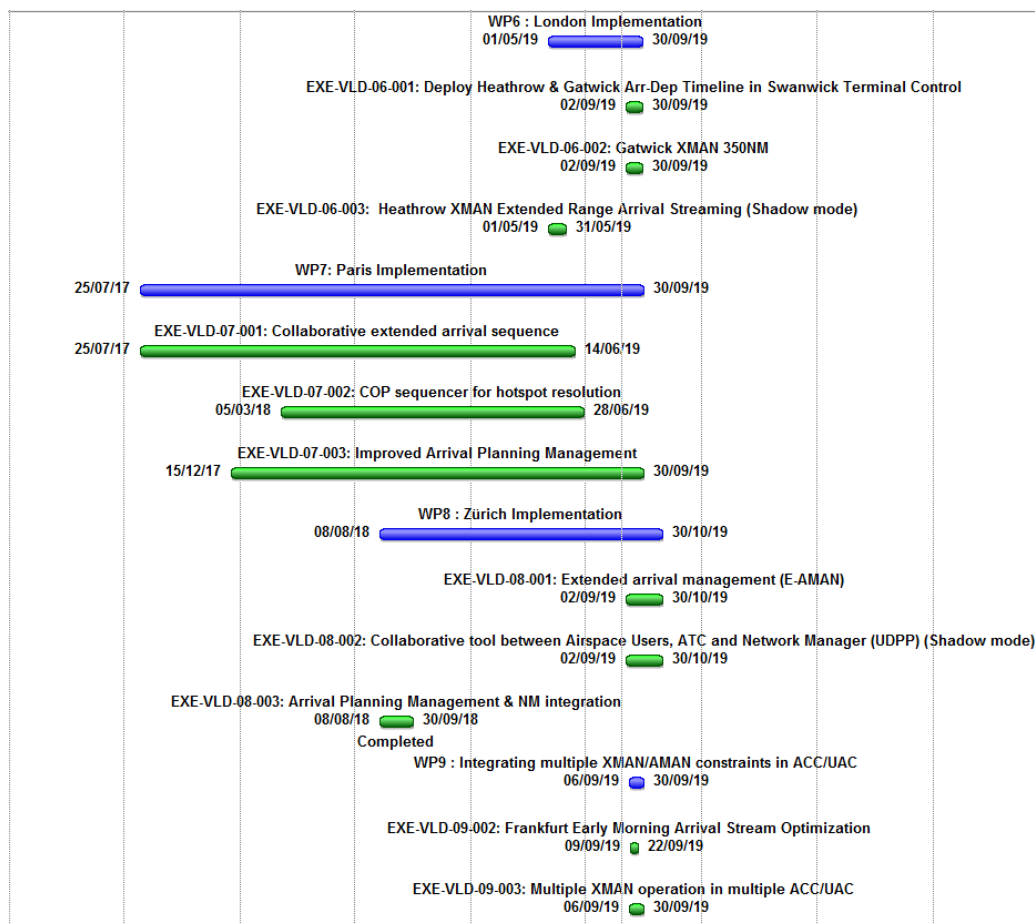 WP6 : London Implementation
01/05/19 30/09/19
EXE-VLD-06-001: Deploy Heathrow & Gatwick Arr-Dep Timeline in Swanwick Terminal Control
02/09/19 30/09/19
EXE-VLD-06-002: Gatwick XMAN 350NM
02/09/19 30/09/19
EXE-VLD-06-003: Heathrow XMAN Extended Range Arrival Streaming (Shadow mode)
01/05/19 31/05/19
WP7: Paris Implementation
25/07/17 30/09/19
EXE-VLD-07-001: Collaborative extended arrival sequence
25/07/17 14/06/19
EXE-VLD-07-002: COP sequencer for hotspot resolution
05/03/18 28/06/19
EXE-VLD-07-003: Improved Arrival Planning Management
15/12/17 30/09/19
WP8 : Zürich Implementation
08/08/18 30/10/19
EXE-VLD-08-001: Extended arrival management (E-AMAN)
02/09/19 30/10/19
EXE-VLD-08-002: Collaborative tool between Airspace Users, ATC and Network Manager (UDPP) (Shadow mode)
02/09/19 30/10/19
EXE-VLD-08-003: Arrival Planning Management & NM integration
08/08/18 30/09/18
Completed
WP9 : Integrating multiple XMAN/AMAN constraints in ACC/UAC
06/09/19 30/09/19
EXE-VLD-09-002: Frankfurt Early Morning Arrival Stream Optimization
09/09/19 22/09/19
EXE-VLD-09-003: Multiple XMAN operation in multiple ACC/UAC
06/09/19 30/09/19